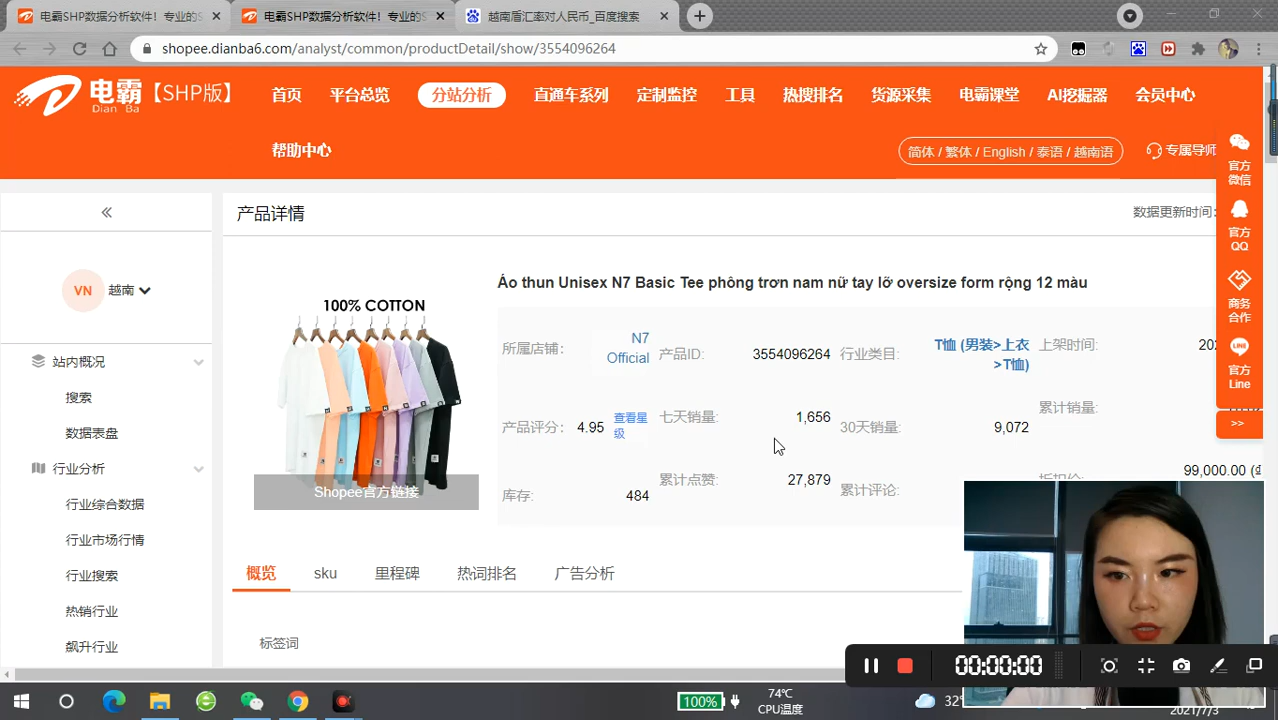 电霸SHP数据分析软件！专业的S
电霸SHP数据分析软件！专业的S
越南盾汇率对人民币_百度搜索
shopee.dianba6.com/analyst/common/productDetail/show/3554096264
电霸【SHP版】
Dian Ba
首页
平台总览
分站分析
直通车系列
定制监控
工具
热搜排名
货源采集
电霸课堂
AI挖掘器
会员中心
帮助中心
简体 / 繁体 / English / 泰语 / 越南语
专属导师
官方
微信
官方
QQ
商务
合作
LINE
官方
Line
>>
VN 越南
站内概况
搜索
数据表盘
行业分析
行业综合数据
行业市场行情
行业搜索
热销行业
飙升行业
产品详情
数据更新时间:
100% COTTON
Shopee官方链接
Áo thun Unisex N7 Basic Tee phông trơn nam nữ tay lỡ oversize form rộng 12 màu
所属店铺:
N7
Official
产品ID:
3554096264
行业类目:
T恤 (男装>上衣
>T恤)
上架时间:
202
产品评分:
4.95
查看星
级
七天销量:
1,656
30天销量:
9,072
累计销量:
库存:
484
累计点赞:
27,879
累计评论:
折扣价:
99,000.00 (₫
概览
sku
里程碑
热词排名
广告分析
标签词
00:00:00
100%
74℃
CPU温度
32°
2021/7/3